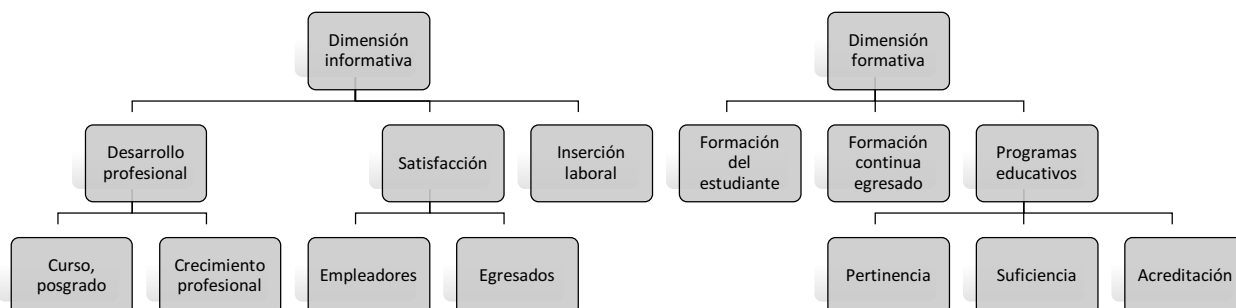 Dimensión
informativa
Dimensión
formativa
Desarrollo
profesional
Satisfacción
Inserción
laboral
Formación
del
estudiante
Formación
continua
egresado
Programas
educativos
Curso,
posgrado
Crecimiento
profesional
Empleadores
Egresados
Pertinencia
Suficiencia
Acreditación